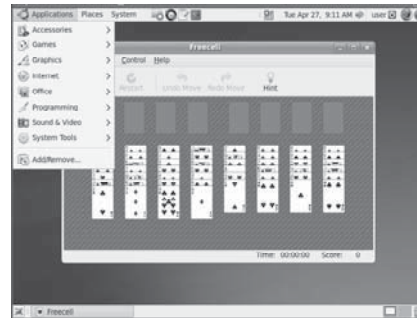 Applications Places System Tue Apr 27, 9:11 AM user
Accessories
Games
Graphics
Internet
Office
Programming
Sound & Video
System Tools
Add/Remove...
Freecell
Control Help
Restart Undo Move Redo Move Hint
Time: 00:00:00 Score: 0
Freecell